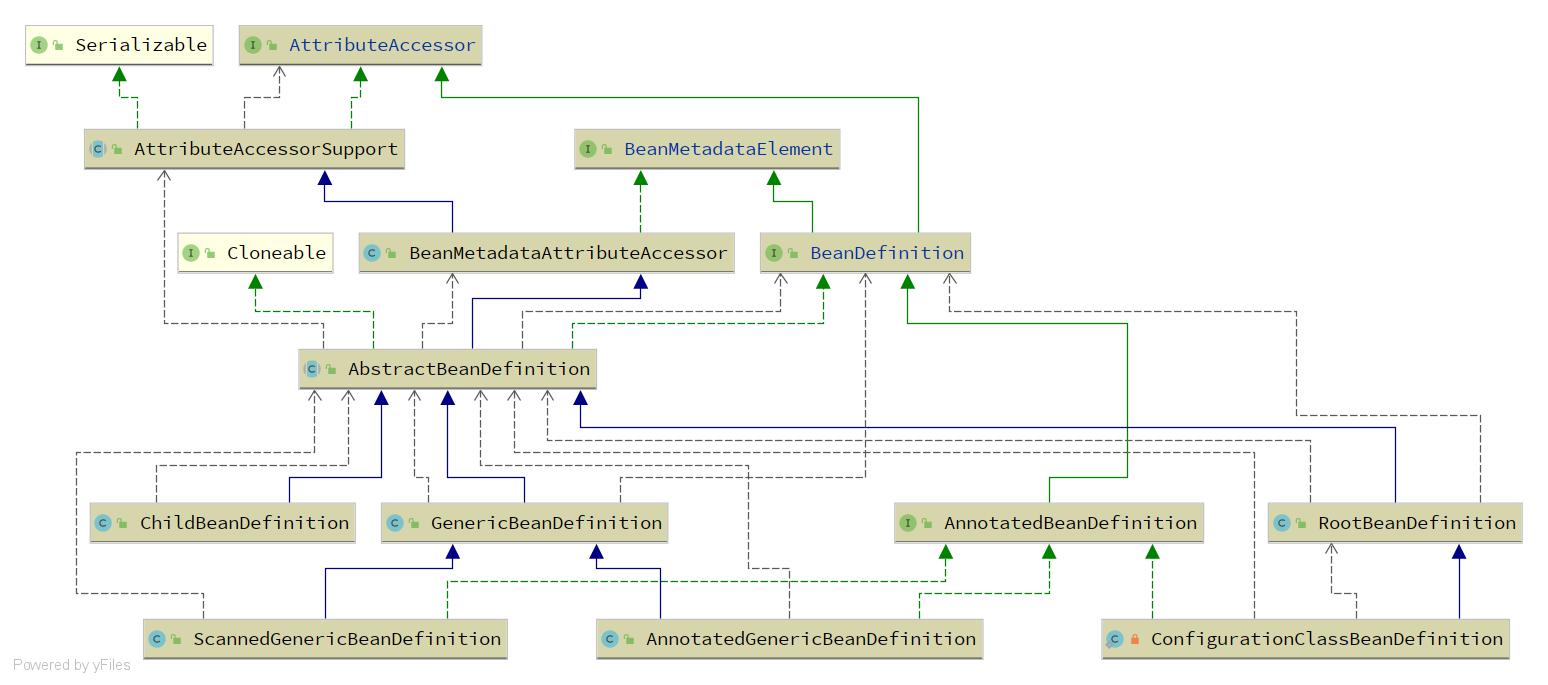 Serializable
AttributeAccessor
AttributeAccessorSupport
BeanMetadataElement
Cloneable
BeanMetadataAttributeAccessor
BeanDefinition
AbstractBeanDefinition
ChildBeanDefinition
GenericBeanDefinition
AnnotatedBeanDefinition
RootBeanDefinition
ScannedGenericBeanDefinition
AnnotatedGenericBeanDefinition
ConfigurationClassBeanDefinition
Powered by yFiles